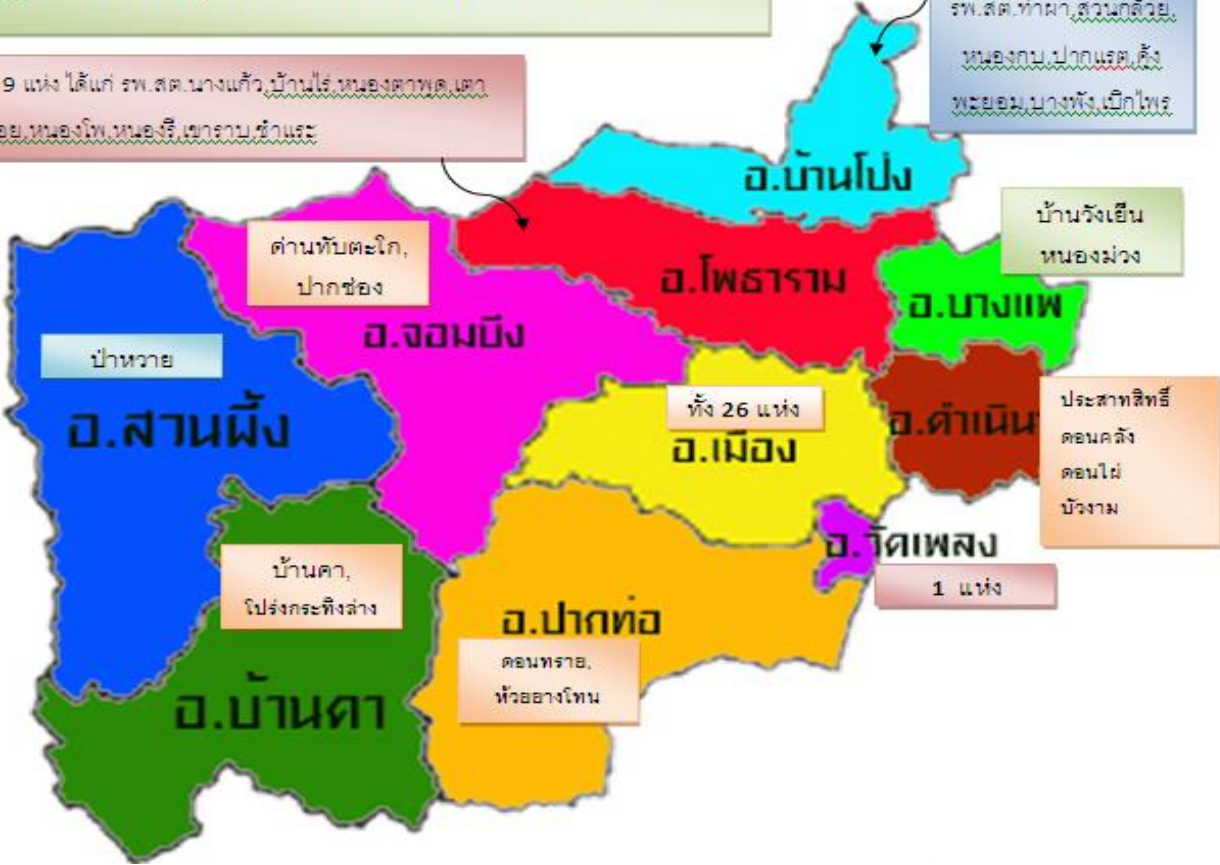 รพ.สต.ท่าผา,สวนกล้วย,
หนองกบ,ปากแรต,คุ้ง
พะยอม,บางพัง,เบิกไพร
9 แห่ง ได้แก่ รพ.สต.บางแก้ว,บ้านไร่,หนองตาพุด,เตา
อย,หนองโพ,หนองรี,เขาราบ,ชำแระ
อ.บ้านโป่ง
บ้านวังเย็น
หนองม่วง
ด่านทับตะโก,
ปากช่อง
อ.โพธาราม
อ.บางแพ
อ.จอมบึง
ป่าหวาย
ทั้ง 26 แห่ง
อ.สวนผึ้ง
อ.เมือง
อ.ดำเนิน
ประสาทสิทธิ์
ดอนคลัง
ดอนไผ่
บัวงาม
อ.วัดเพลง
1 แห่ง
บ้านคา,
โป่งกระทิงล่าง
อ.ปากท่อ
ดอนทราย,
ห้วยยางโทน
อ.บ้านคา